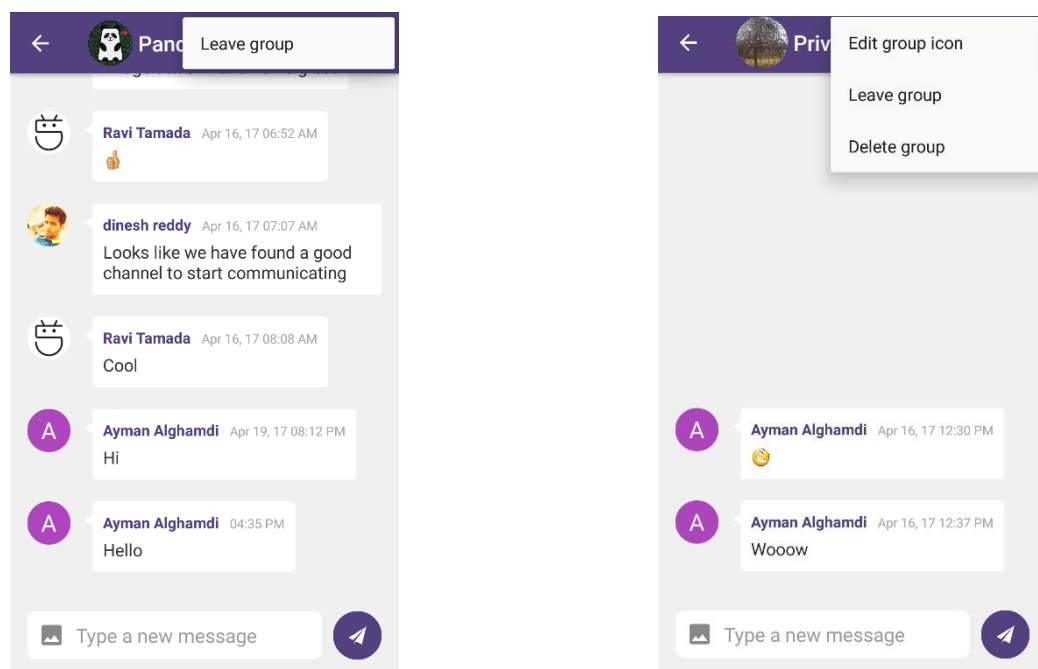 Panc
Leave group
Ravi Tamada Apr 16, 17 06:52 AM
dinesh reddy Apr 16, 17 07:07 AM
Looks like we have found a good
channel to start communicating
Ravi Tamada Apr 16, 17 08:08 AM
Cool
A
Ayman Alghamdi Apr 19, 17 08:12 PM
Hi
A
Ayman Alghamdi 04:35 PM
Hello
Type a new message
Priv
Edit group icon
Leave group
Delete group
A
Ayman Alghamdi Apr 16, 17 12:30 PM
A
Ayman Alghamdi Apr 16, 17 12:37 PM
Wooow
Type a new message